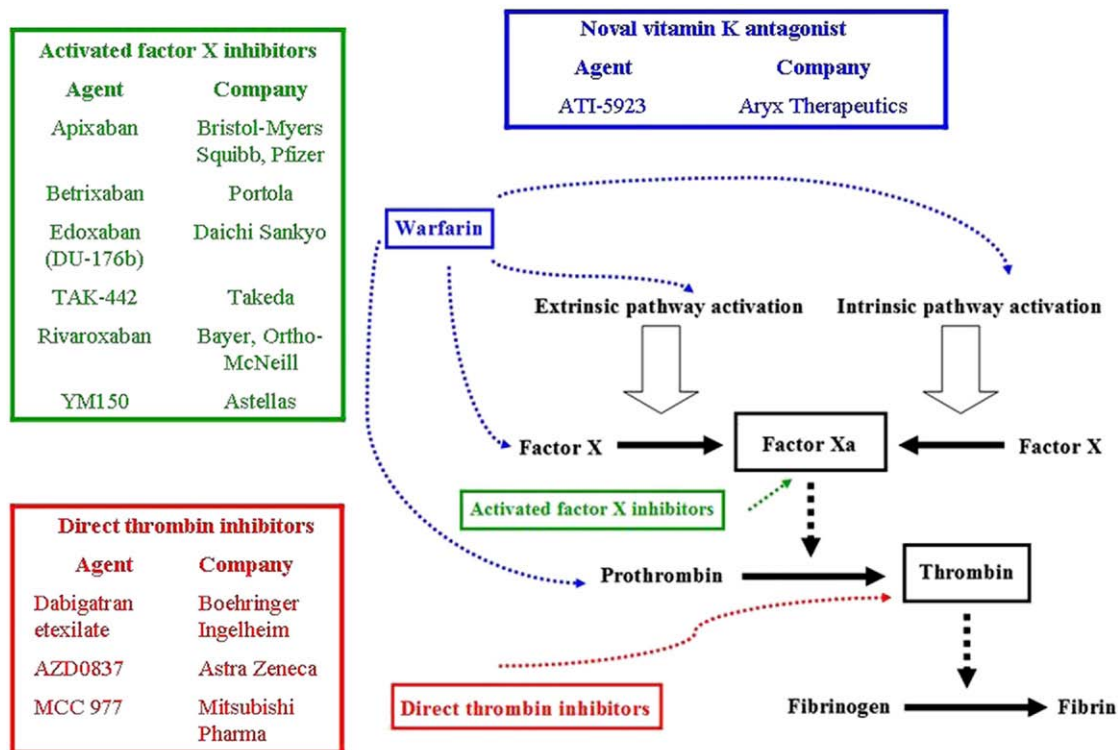 Activated factor X inhibitors
Agent Company
Apixaban Bristol-Myers
Squibb, Pfizer
Betrixaban Portola
Edoxaban Daichi Sankyo
(DU-176b)
TAK-442 Takeda
Rivaroxaban Bayer, Ortho-
McNeill
YM150 Astellas
Noval vitamin K antagonist
Agent Company
ATI-5923 Aryx Therapeutics
Warfarin
Extrinsic pathway activation Intrinsic pathway activation
Factor X Factor Xa Factor X
Activated factor X inhibitors
Prothrombin Thrombin
Direct thrombin inhibitors
Fibrinogen Fibrin
Direct thrombin inhibitors
Agent Company
Dabigatran Boehringer
etexilate Ingelheim
AZD0837 Astra Zeneca
MCC 977 Mitsubishi
Pharma